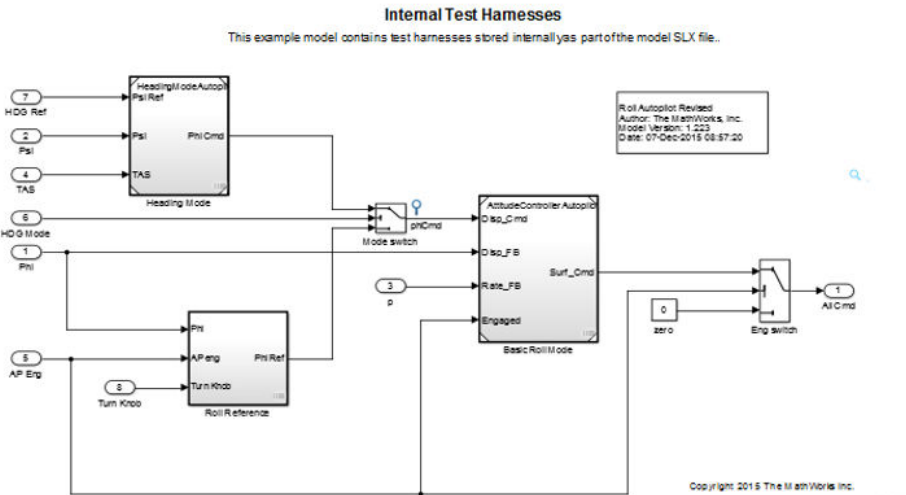 Internal Test Harnesses
This example model contains test harnesses stored internallyas part of the model SLX file..
HeadingModeAutopil
7
HDG Ref
Psi Ref
2
Psi
Psi
Phi Cmd
4
TAS
TAS
Heading Mode
Roll Autopilot Revised
Author: The MathWorks, Inc.
Model Version: 1.223
Date: 07-Dec-2015 08:57:20
6
HDG Mode
phiCmd
Mode switch
AttitudeController Autopilot
Disp_Cmd
1
Phi
Disp_FB
Surf_Cmd
3
p
Rate_FB
Engaged
Basic Roll Mode
0
zero
Eng switch
1
Ail Cmd
Phi
5
AP Eng
AP eng
Phi Ref
8
Turn Knob
Turn Knob
Roll Reference
Copyright 2015 The MathWorks Inc.